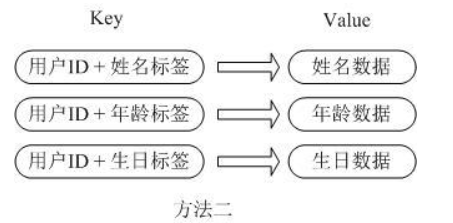 Key Value
用户ID+姓名标签 姓名数据
用户ID+年龄标签 年龄数据
用户ID+生日标签 生日数据
方法二